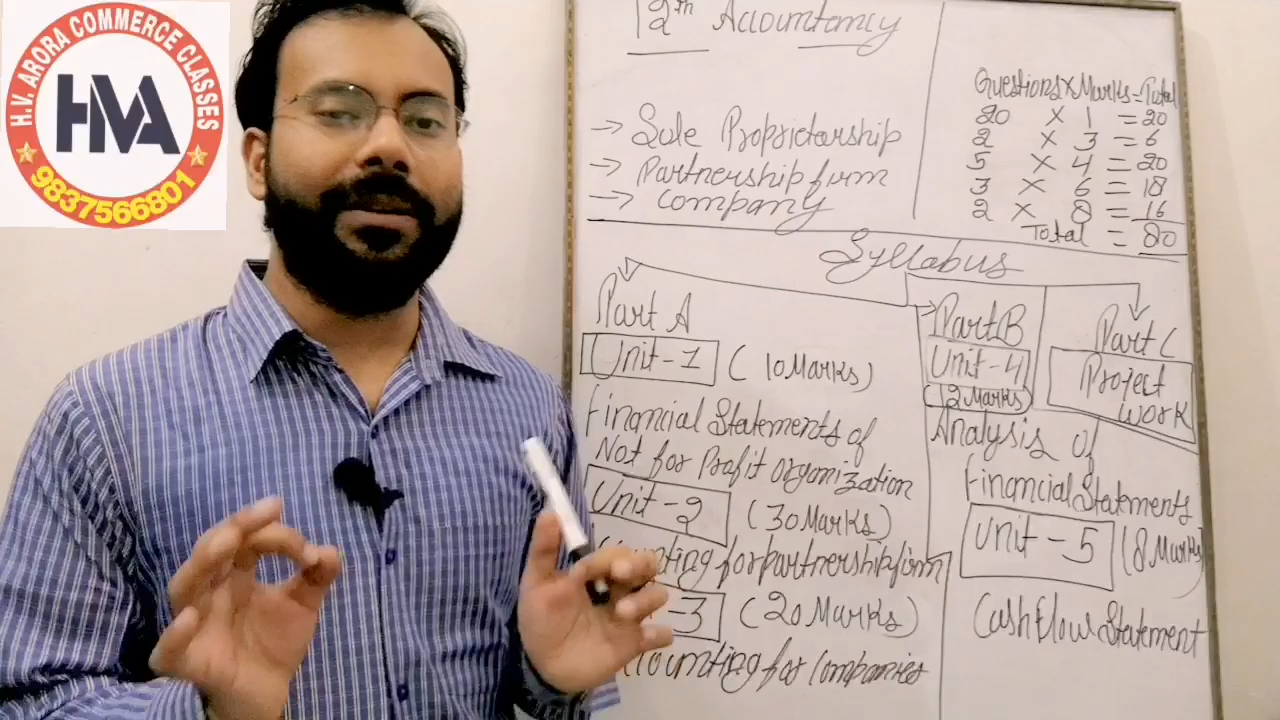 H.V. ARORA COMMERCE CLASSES
HVA
9837566801
12th Accountancy
→ Sole Proprietorship
→ Partnership firm
→ Company
Questions x Marks = Total
20 x 1 = 20
2 x 3 = 6
5 x 4 = 20
3 x 6 = 18
2 x 8 = 16
Total = 80
Syllabus
Part A
Unit-1 (10 Marks)
Financial Statements of
Not for Profit Organization
Unit-2 (30 Marks)
for partnership firm
-3 (20 Marks)
for Companies
Part B
Unit-4
(12 Marks)
Analysis of
Financial Statements
Unit-5 (8 Marks)
Cash flow Statement
Part C
Project
work